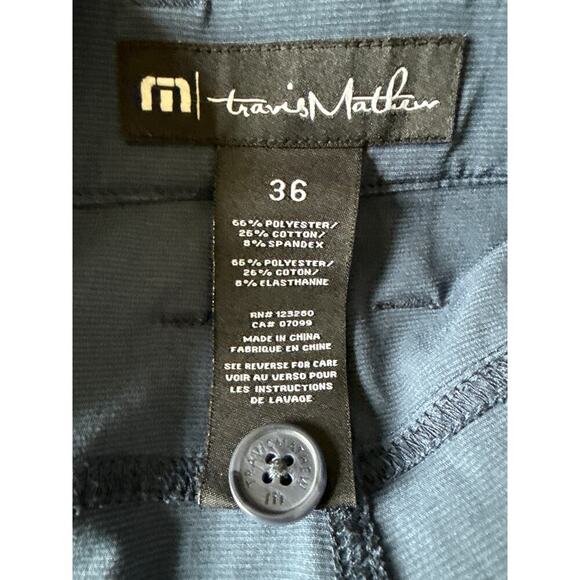 m | travisMathew
36
66% POLYESTER/
26% COTTON/
8% SPANDEX
66% POLYESTER/
26% COTON/
8% ELASTHANNE
RN# 123260
CA# 07099
MADE IN CHINA
FABRIQUE EN CHINE
SEE REVERSE FOR CARE
VOIR AU VERSO POUR
LES INSTRUCTIONS
DE LAVAGE
TRAVISMATHEW
m